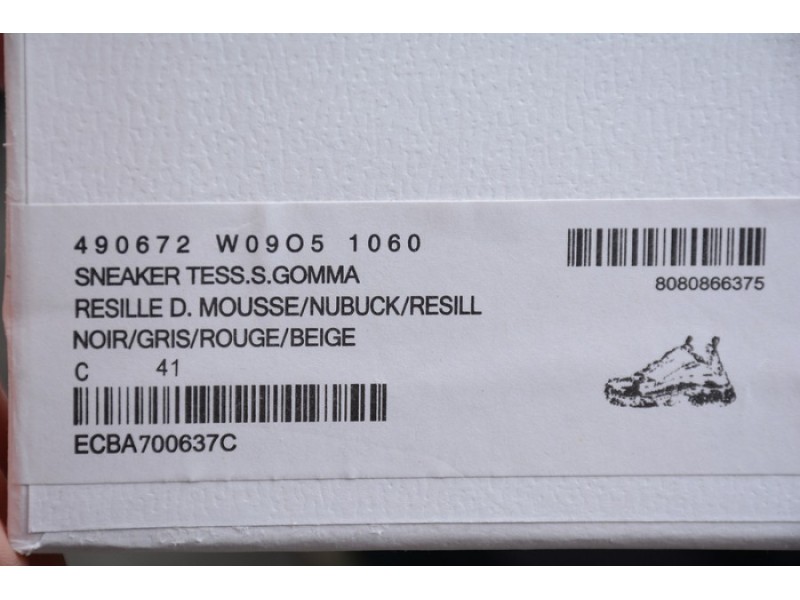 490672 W09O5 1060
SNEAKER TESS.S.GOMMA
RESILLE D. MOUSSE/NUBUCK/RESILL
NOIR/GRIS/ROUGE/BEIGE
C 41
ECBA700637C
8080866375